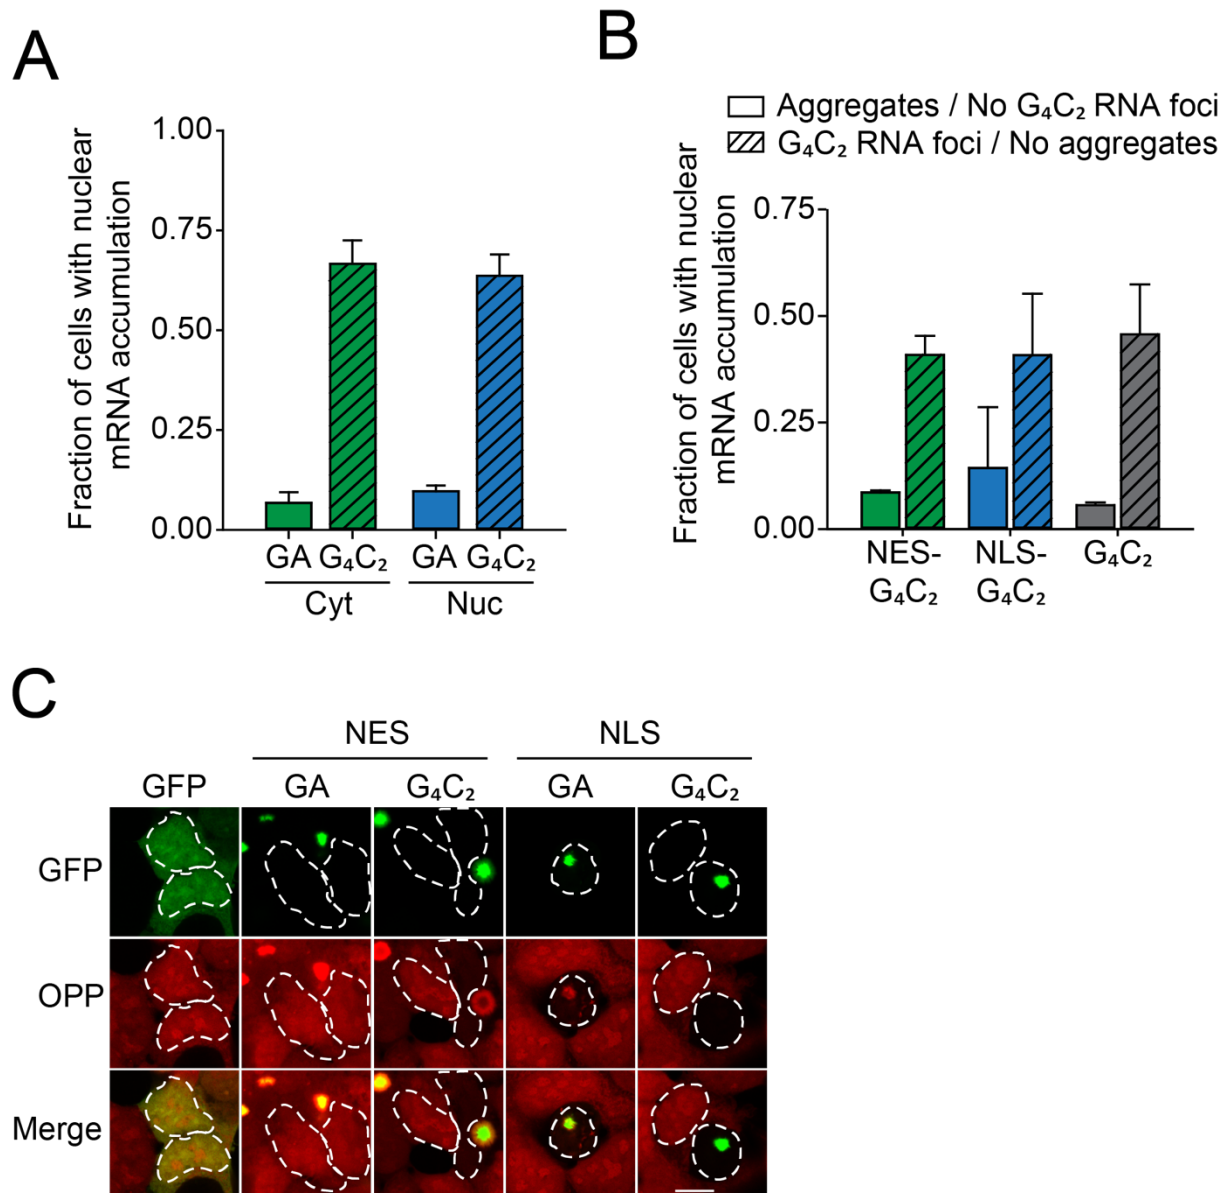 A
Fraction of cells with nuclear
mRNA accumulation
1.00
0.75
0.50
0.25
0.00
GA G₄C₂ GA G₄C₂
Cyt Nuc
B
Aggregates / No G₄C₂ RNA foci
G₄C₂ RNA foci / No aggregates
Fraction of cells with nuclear
mRNA accumulation
0.75
0.50
0.25
0.00
NES- NLS- G₄C₂
G₄C₂ G₄C₂
C
NES NLS
GFP GA G₄C₂ GA G₄C₂
GFP
OPP
Merge